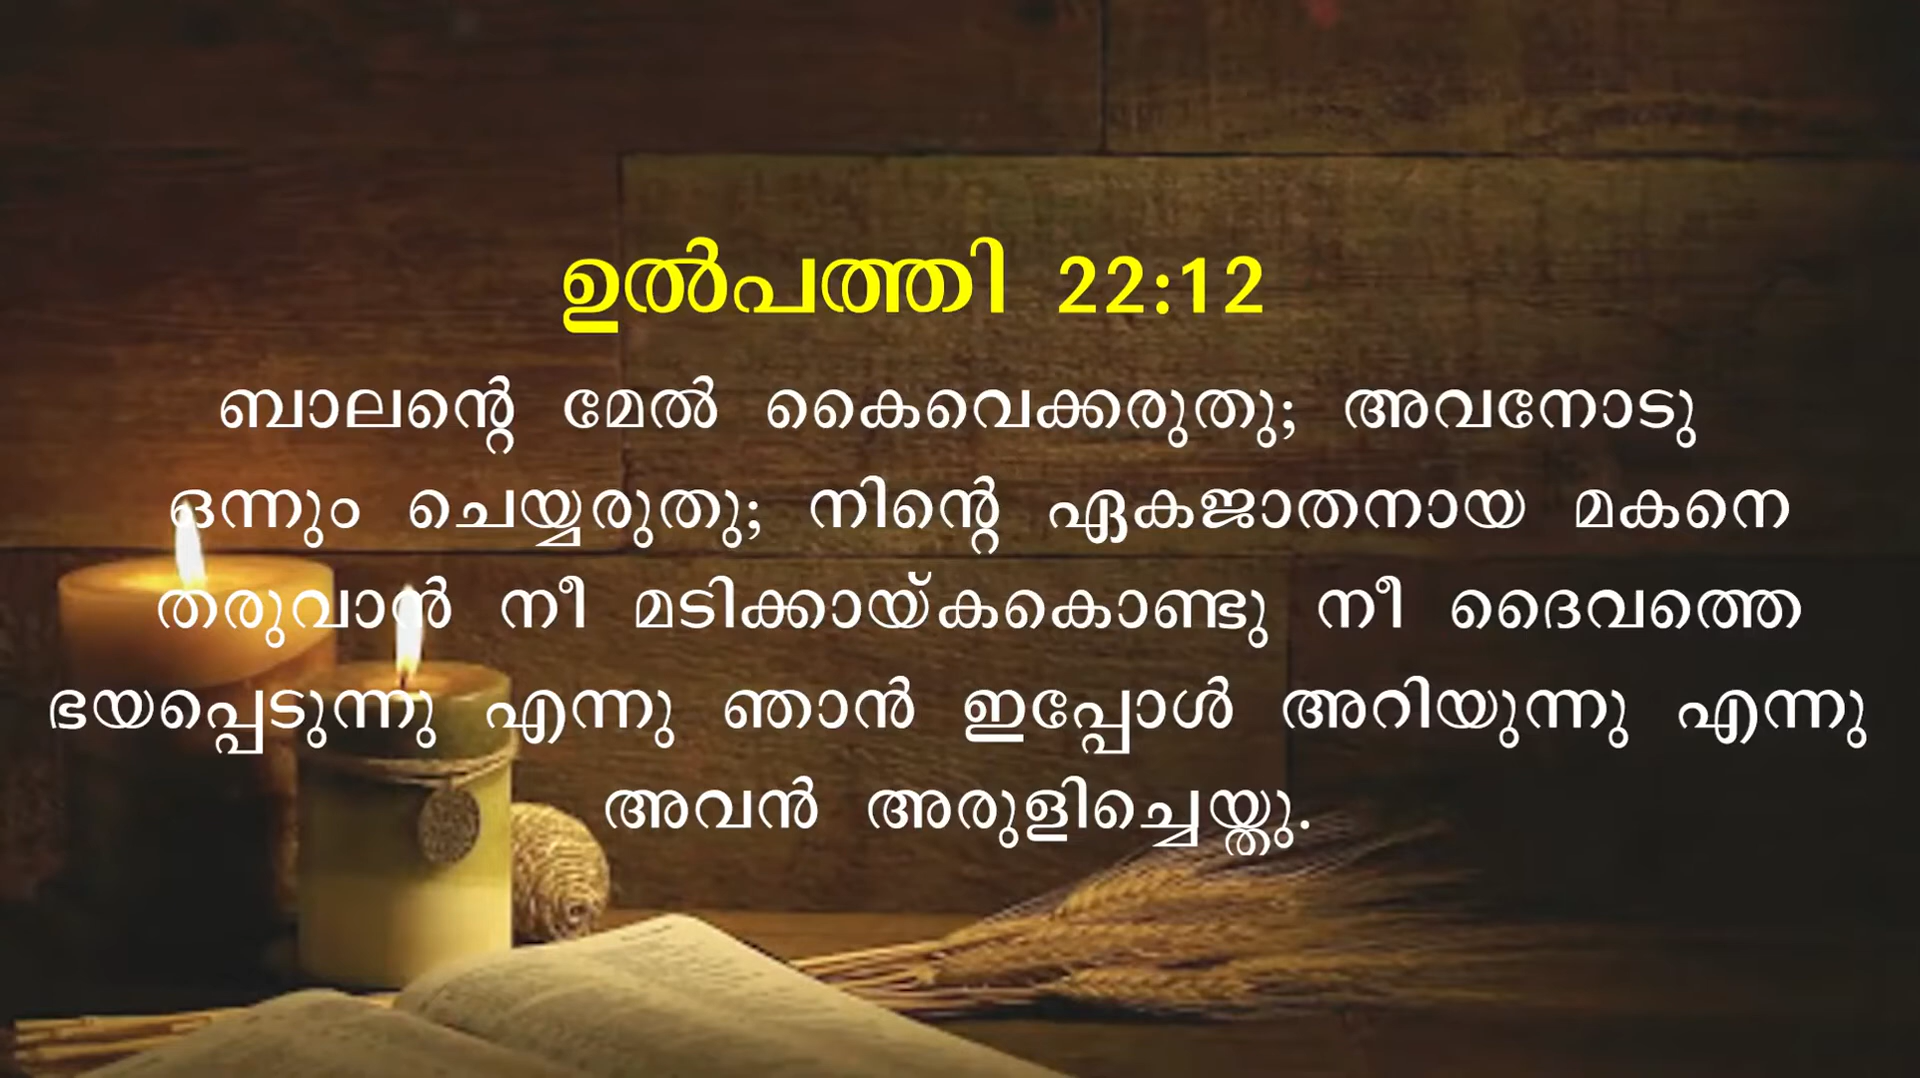 ഉൽപത്തി 22:12
ബാലന്റെ മേൽ കൈവെക്കരുതു; അവനോടു
ഒന്നും ചെയ്യരുതു; നിന്റെ ഏകജാതനായ മകനെ
തരുവാൻ നീ മടിക്കായ്കകൊണ്ടു നീ ദൈവത്തെ
ഭയപ്പെടുന്നു എന്നു ഞാൻ ഇപ്പോൾ അറിയുന്നു എന്നു
അവൻ അരുളിച്ചെയ്തു.